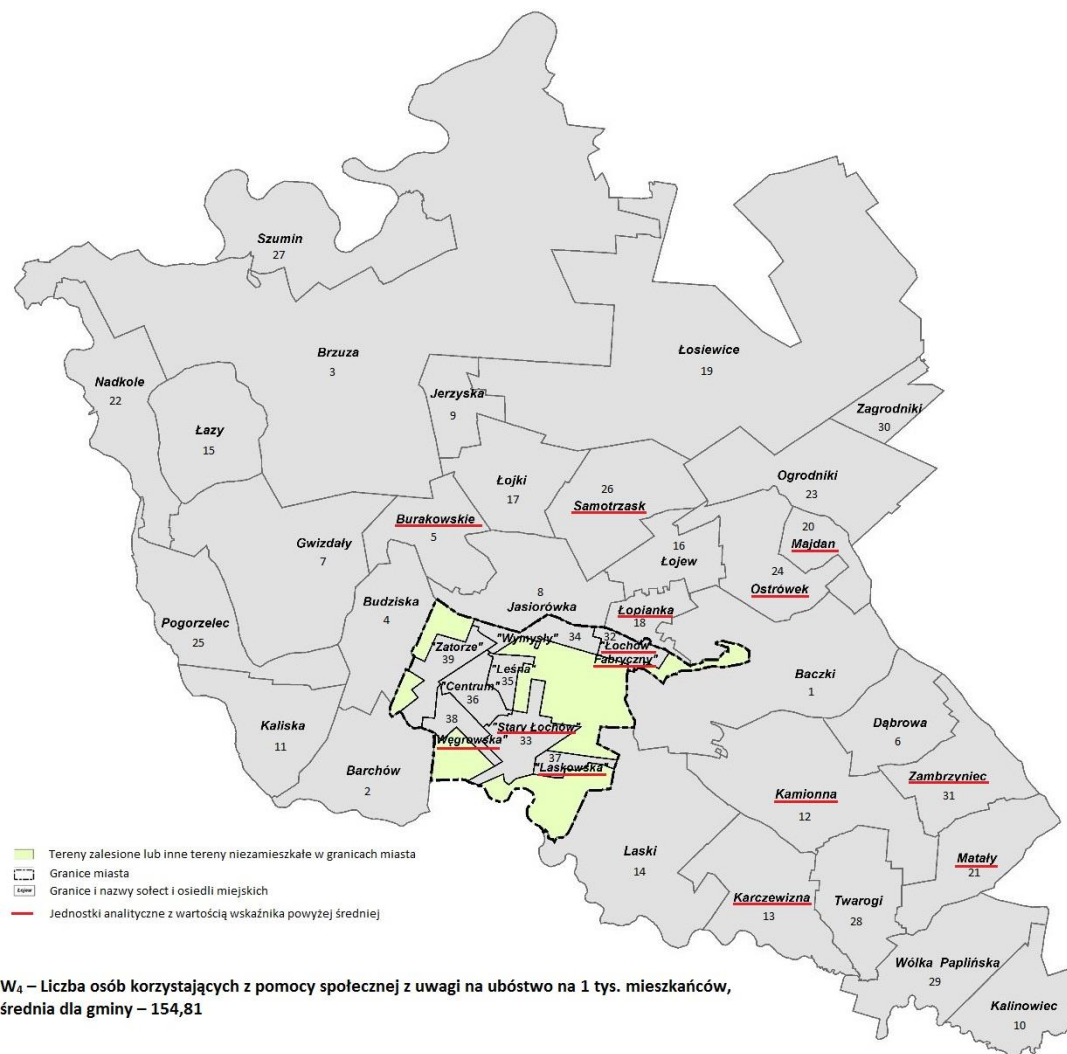 Szumin
27
Brzuza
3
Łosiewice
19
Nadkole
22
Jerzyska
9
Zagrodniki
30
Łazy
15
Łojki
17
Ogrodniki
23
26
Samotrzask
Burakowskie
5
20
Majdan
Gwizdały
7
16
Łojew
24
Ostrówek
8
Jasiorówka
Budziska
4
Łopianka
18
Pogorzelec
25
"Wymysły"
34
32
"Łochów
Fabryczny"
"Zatorze"
39
"Leśna"
35
Baczki
1
"Centrum"
36
Kaliska
11
38
"Węgrowska"
"Stary Łochów"
33
Dąbrowa
6
37
"Laskowska"
Barchów
2
Zambrzyniec
31
Kamionna
12
Laski
14
Matały
21
Karczewizna
13
Twarogi
28
Wólka Paplińska
29
Kalinowiec
10
Tereny zalesione lub inne tereny niezamieszkałe w granicach miasta
Granice miasta
Łojew
Granice i nazwy sołect i osiedli miejskich
Jednostki analityczne z wartością wskaźnika powyżej średniej
W₄ – Liczba osób korzystających z pomocy społecznej z uwagi na ubóstwo na 1 tys. mieszkańców,
średnia dla gminy – 154,81